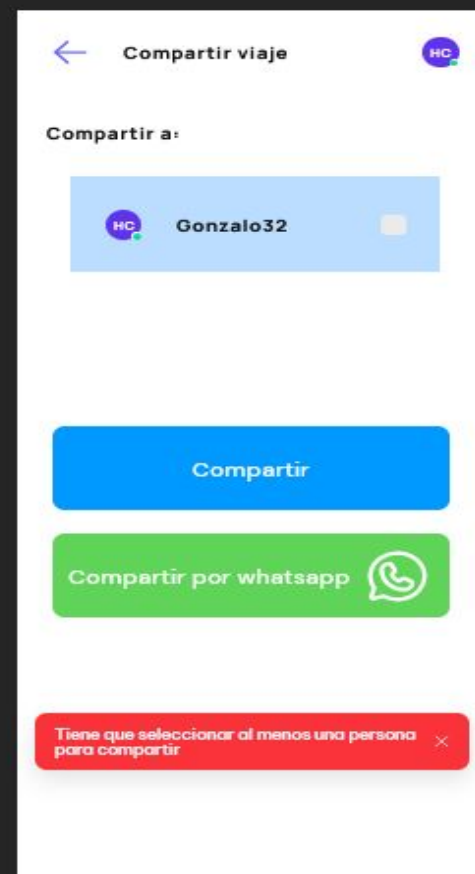 Compartir viaje
HC
Compartir a:
HC
Gonzalo32
Compartir
Compartir por whatsapp
Tiene que seleccionar al menos una persona
para compartir